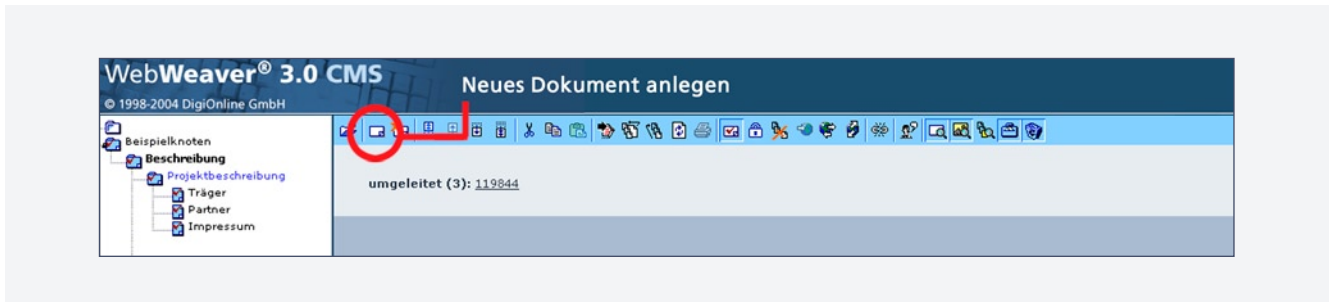 WebWeaver® 3.0 CMS
© 1998-2004 DigiOnline GmbH
Neues Dokument anlegen
Beispielknoten
Beschreibung
Projektbeschreibung
Träger
Partner
Impressum
umgeleitet (3): 119844